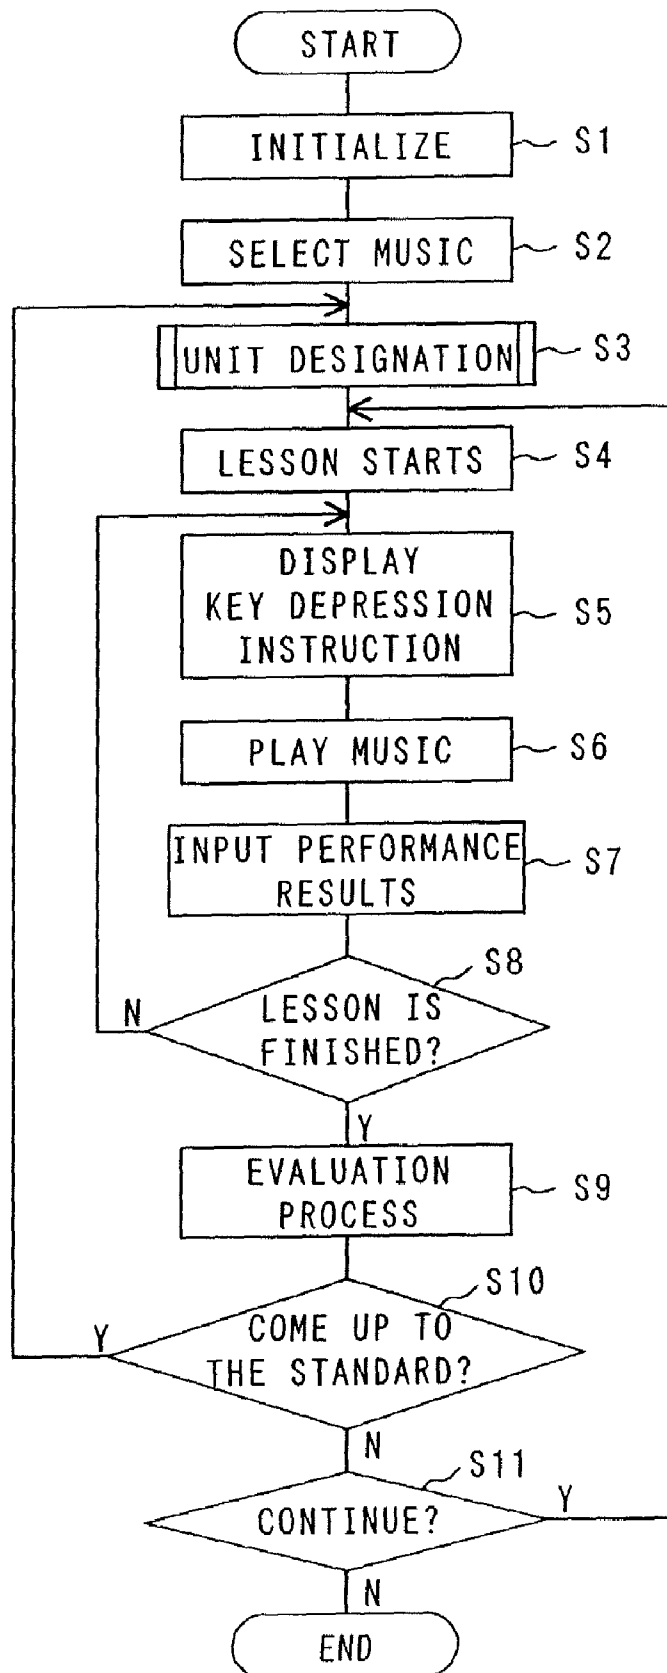 START
INITIALIZE
S1
SELECT MUSIC
S2
UNIT DESIGNATION
S3
LESSON STARTS
S4
DISPLAY
KEY DEPRESSION
INSTRUCTION
S5
PLAY MUSIC
S6
INPUT PERFORMANCE
RESULTS
S7
S8
LESSON IS
FINISHED?
N
Y
EVALUATION
PROCESS
S9
S10
COME UP TO
THE STANDARD?
Y
N
S11
CONTINUE?
Y
N
END